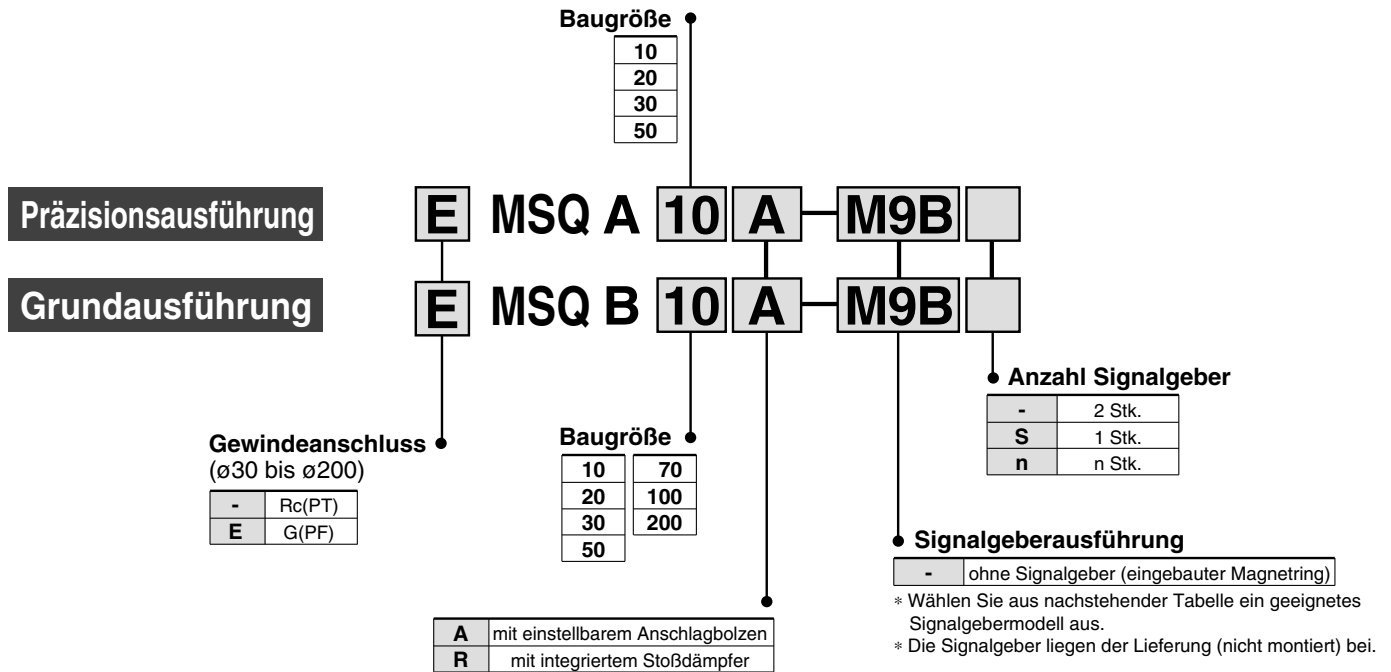 Baugröße
10
20
30
50
Präzisionsausführung E MSQ A 10 A M9B
Grundausführung E MSQ B 10 A M9B
Anzahl Signalgeber
- 2 Stk.
S 1 Stk.
n n Stk.
Gewindeanschluss
(ø30 bis ø200)
- Rc(PT)
E G(PF)
Baugröße
10 70
20 100
30 200
50
Signalgeberausführung
- ohne Signalgeber (eingebauter Magnetring)
* Wählen Sie aus nachstehender Tabelle ein geeignetes
Signalgebermodell aus.
* Die Signalgeber liegen der Lieferung (nicht montiert) bei.
A mit einstellbarem Anschlagbolzen
R mit integriertem Stoßdämpfer